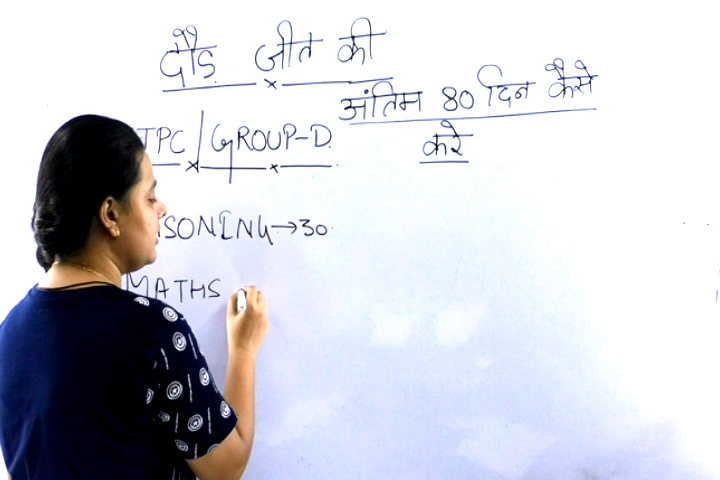 दौड़ जीत की
अंतिम 80 दिन कैसे
करे
TPC/GROUP-D.
SONING→30.
MATHS